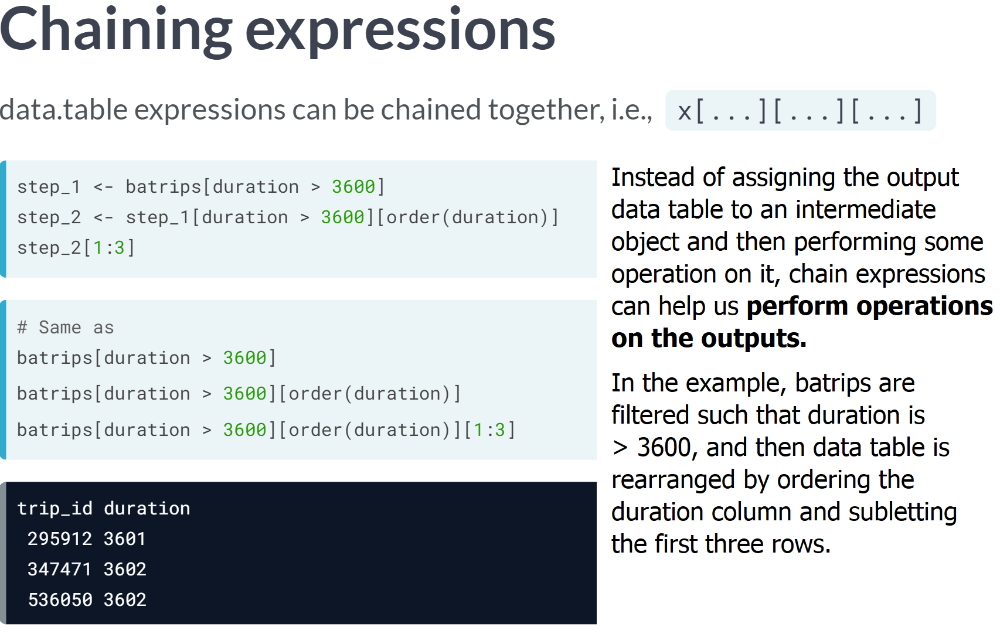 Chaining expressions
data.table expressions can be chained together, i.e., x[...][...][...]
step_1 <- batrips[duration > 3600]
step_2 <- step_1[duration > 3600][order(duration)]
step_2[1:3]
# Same as
batrips[duration > 3600]
batrips[duration > 3600][order(duration)]
batrips[duration > 3600][order(duration)][1:3]
trip_id duration
295912 3601
347471 3602
536050 3602
Instead of assigning the output
data table to an intermediate
object and then performing some
operation on it, chain expressions
can help us perform operations
on the outputs.
In the example, batrips are
filtered such that duration is
> 3600, and then data table is
rearranged by ordering the
duration column and subletting
the first three rows.